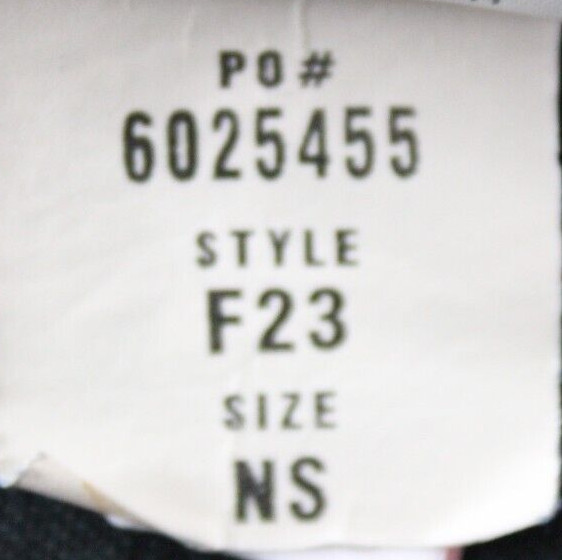 PO#
6025455
STYLE
F23
SIZE
NS